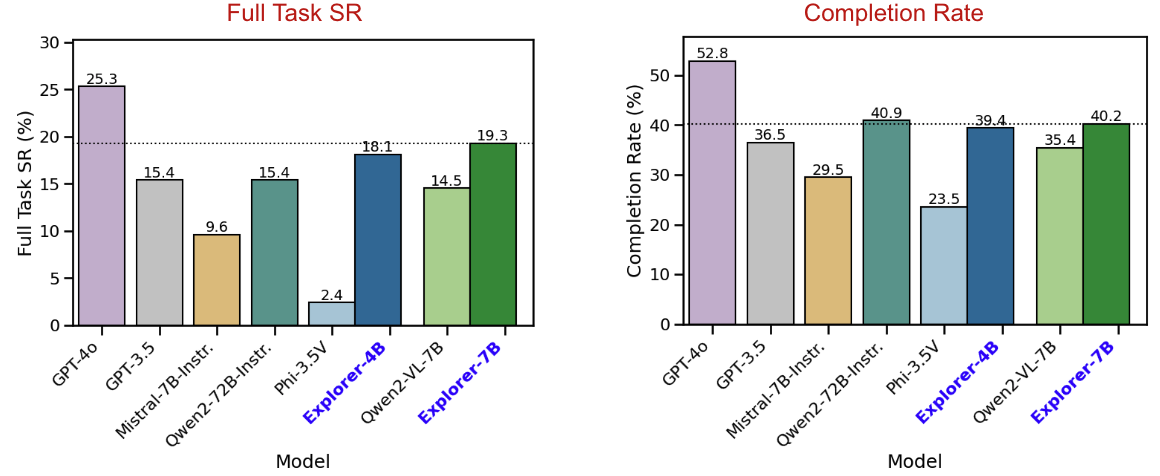 Full Task SR
Full Task SR (%)
30
25
20
15
10
5
0
25.3
15.4
9.6
15.4
2.4
18.1
14.5
19.3
GPT-4o
GPT-3.5
Mistral-7B-Instr.
Qwen2-72B-Instr.
Phi-3.5V
Explorer-4B
Qwen2-VL-7B
Explorer-7B
Model
Completion Rate
Completion Rate (%)
50
40
30
20
10
0
52.8
36.5
29.5
40.9
23.5
39.4
35.4
40.2
GPT-4o
GPT-3.5
Mistral-7B-Instr.
Qwen2-72B-Instr.
Phi-3.5V
Explorer-4B
Qwen2-VL-7B
Explorer-7B
Model